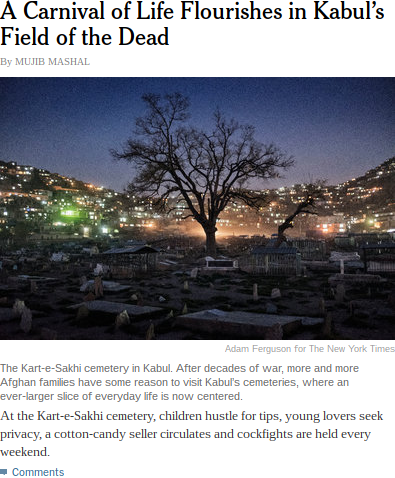 A Carnival of Life Flourishes in Kabul's
Field of the Dead
By MUJIB MASHAL
Adam Ferguson for The New York Times
The Kart-e-Sakhi cemetery in Kabul. After decades of war, more and more
Afghan families have some reason to visit Kabul's cemeteries, where an
ever-larger slice of everyday life is now centered.
At the Kart-e-Sakhi cemetery, children hustle for tips, young lovers seek
privacy, a cotton-candy seller circulates and cockfights are held every
weekend.
Comments